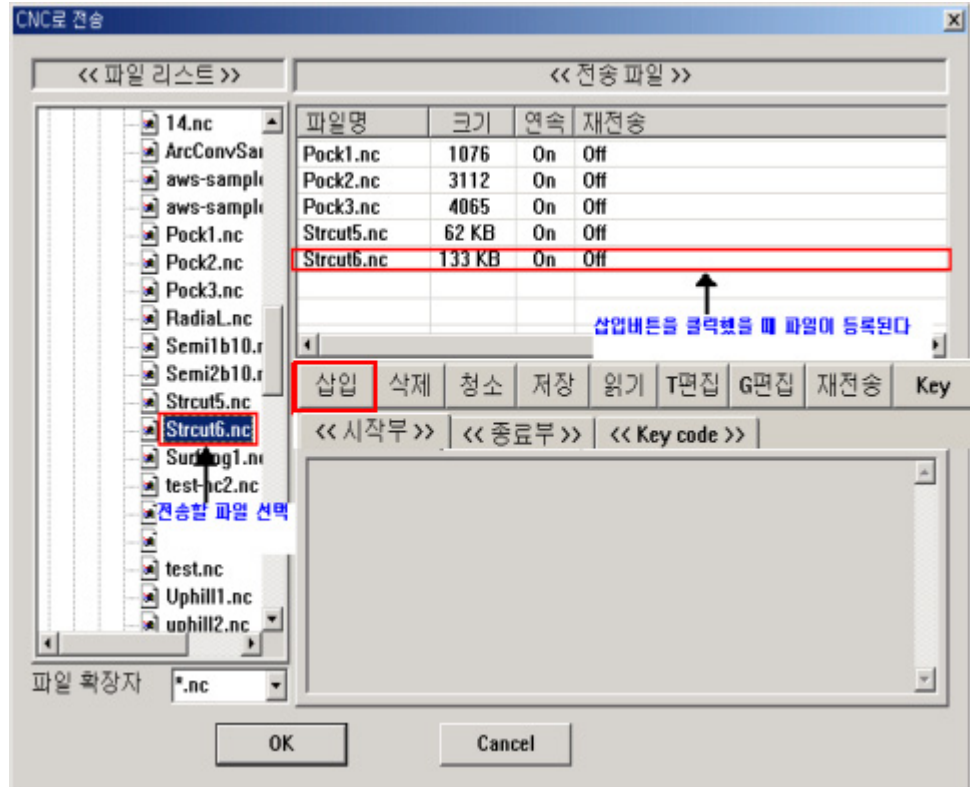 CNC로 전송
<< 파일 리스트 >>
<< 전송 파일 >>
14.nc
ArcConvSar
aws-sample
aws-sample
Pock1.nc
Pock2.nc
Pock3.nc
RadiaL.nc
Semi1b10.r
Semi2b10.r
Strcut5.nc
Strcut6.nc
test-nc2.nc
전송할 파일 선택
test.nc
Uphill1.nc
uphill2.nc
파일 확장자 *.nc
파일명 크기 연속 재전송
Pock1.nc 1076 On Off
Pock2.nc 3112 On Off
Pock3.nc 4065 On Off
Strcut5.nc 62 KB On Off
Strcut6.nc 133 KB On Off
삽입버튼을 클릭했을 때 파일이 등록된다
삽입 삭제 청소 저장 읽기 T편집 G편집 재전송 Key
<< 시작부 >> << 종료부 >> << Key code >>
OK Cancel